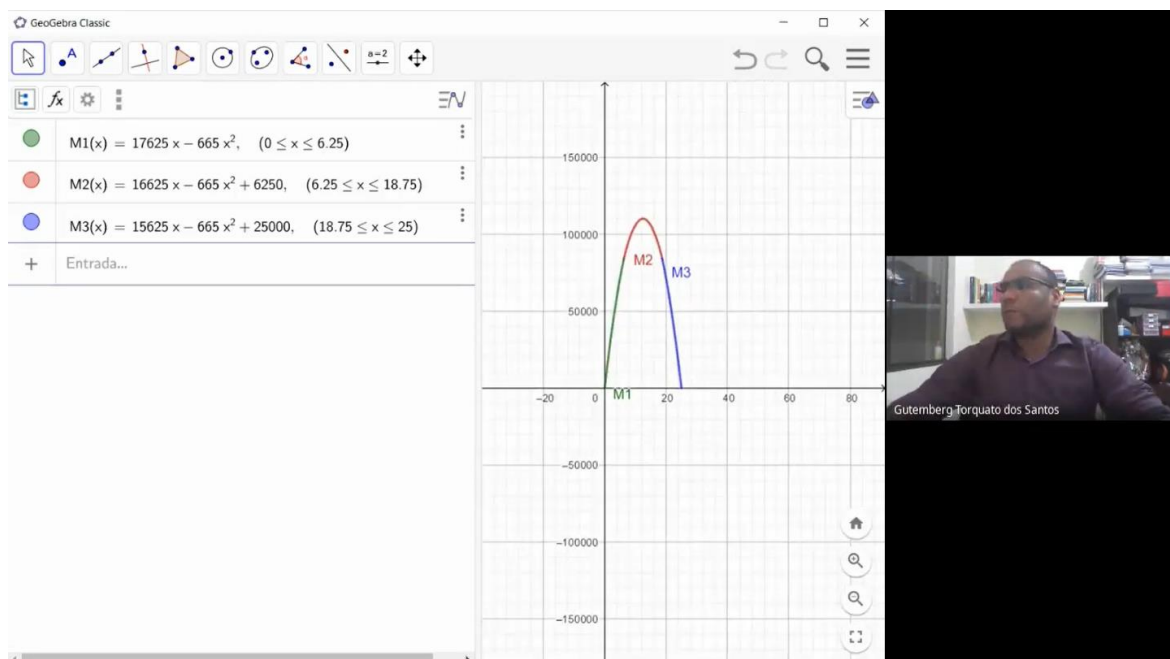 GeoGebra Classic
A
a=2
fx
M1(x) = 17625 x − 665 x², (0 ≤ x ≤ 6.25)
M2(x) = 16625 x − 665 x² + 6250, (6.25 ≤ x ≤ 18.75)
M3(x) = 15625 x − 665 x² + 25000, (18.75 ≤ x ≤ 25)
+ Entrada...
150000
100000
M2
M3
50000
−20
0
M1
20
40
60
80
−50000
−100000
−150000
Gutemberg Torquato dos Santos